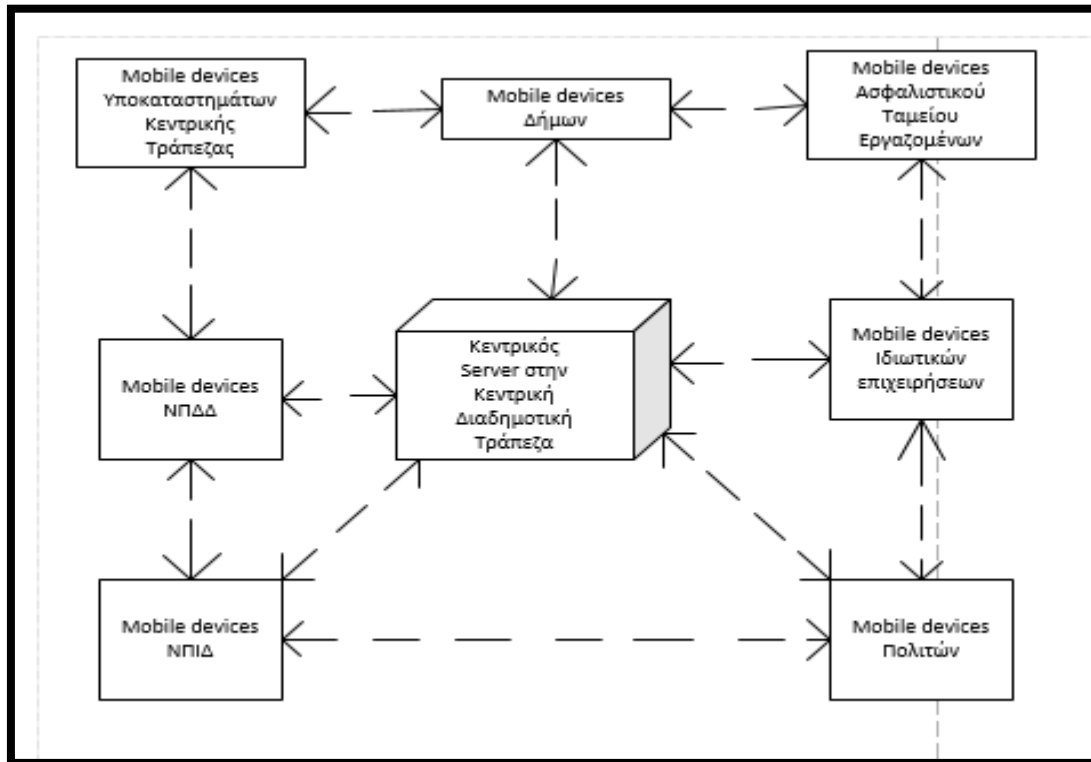 Mobile devices
Υποκαταστημάτων
Κεντρικής
Τράπεζας
Mobile devices
Δήμων
Mobile devices
Ασφαλιστικού
Ταμείου
Εργαζομένων
Mobile devices
ΝΠΔΔ
Κεντρικός
Server στην
Κεντρική
Διαδημοτική
Τράπεζα
Mobile devices
Ιδιωτικών
επιχειρήσεων
Mobile devices
ΝΠΙΔ
Mobile devices
Πολιτών